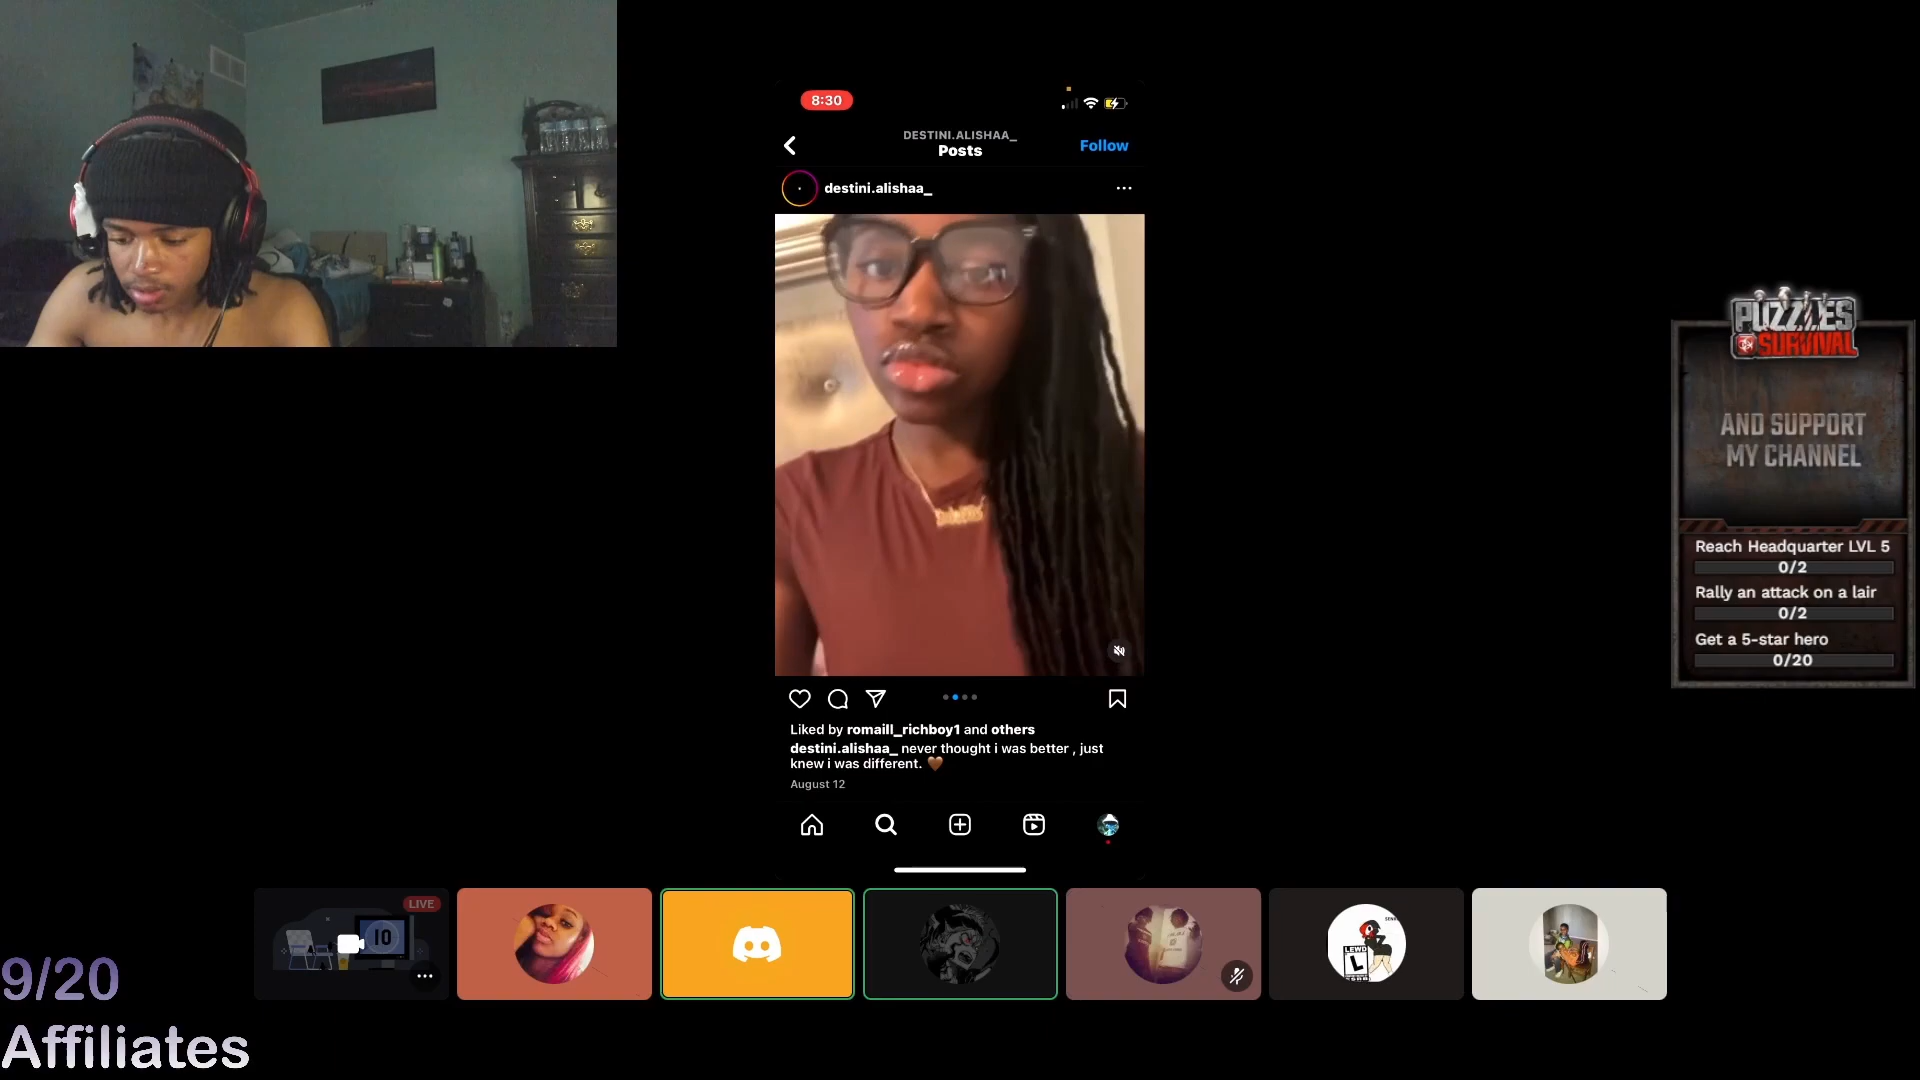 8:30
DESTINI.ALISHAA_
Posts
Follow
destini.alishaa_
Liked by romaill_richboy1 and others
destini.alishaa_ never thought i was better , just
knew i was different. 🤎
August 12
PUZZLES
SURVIVAL
AND SUPPORT
MY CHANNEL
Reach Headquarter LVL 5
0/2
Rally an attack on a lair
0/2
Get a 5-star hero
0/20
LIVE
10
LEWD
L
9/20
Affiliates